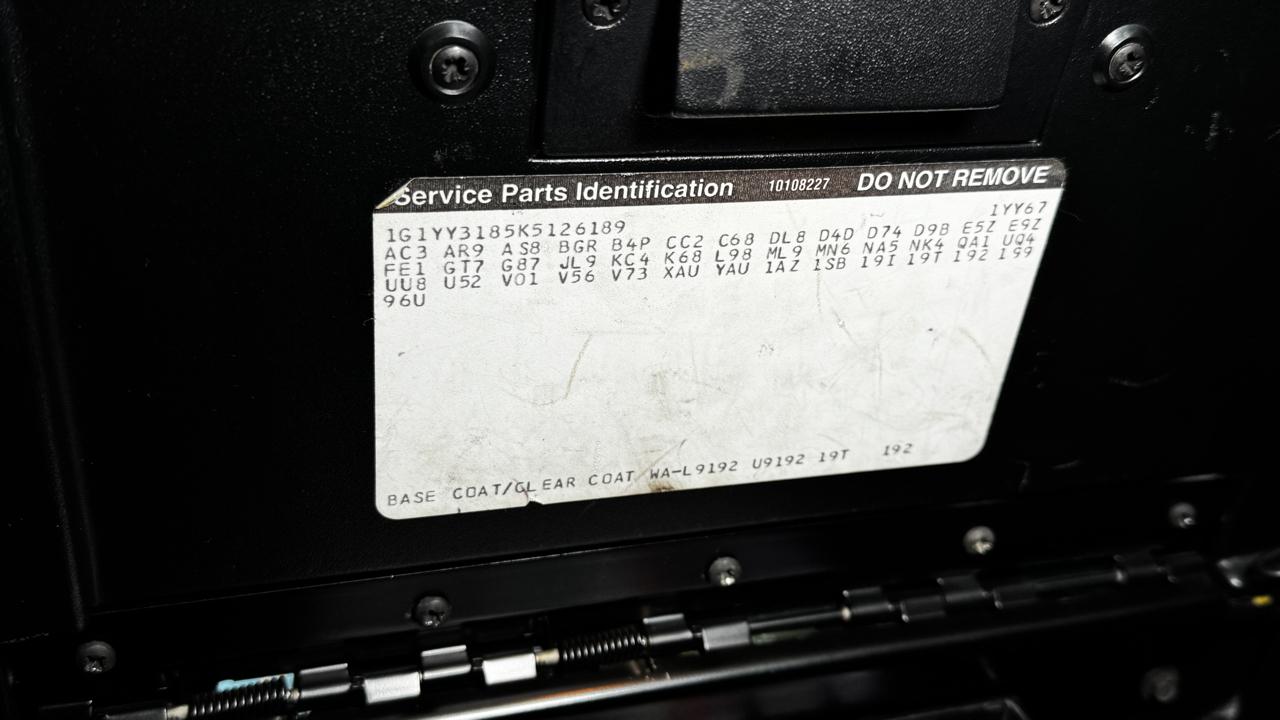 Service Parts Identification 10108227 DO NOT REMOVE
1G1YY3185K5126189 1YY67
AC3 AR9 AS8 BGR B4P CC2 C68 DL8 D4D D74 D98 E5Z E9Z
FE1 GT7 G87 JL9 KC4 K68 L98 ML9 MN6 NA5 NK4 QA1 UQ4
UU8 U52 V01 V56 V73 XAU YAU 1AZ 1SB 19I 19T 192 199
96U
BASE COAT/CLEAR COAT WA-L9192 U9192 19T 192